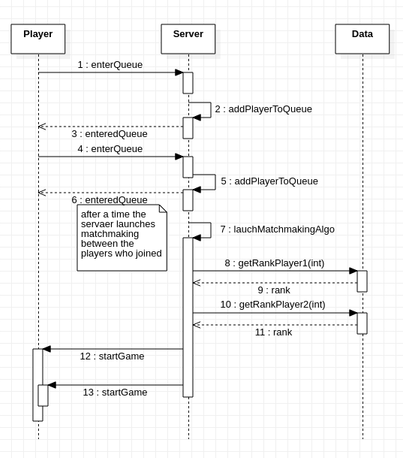 Player
Server
Data
1 : enterQueue
2 : addPlayerToQueue
3 : enteredQueue
4 : enterQueue
5 : addPlayerToQueue
6 : enteredQueue
after a time the
servaer launches
matchmaking
between the
players who joined
7 : lauchMatchmakingAlgo
8 : getRankPlayer1(int)
9 : rank
10 : getRankPlayer2(int)
11 : rank
12 : startGame
13 : startGame